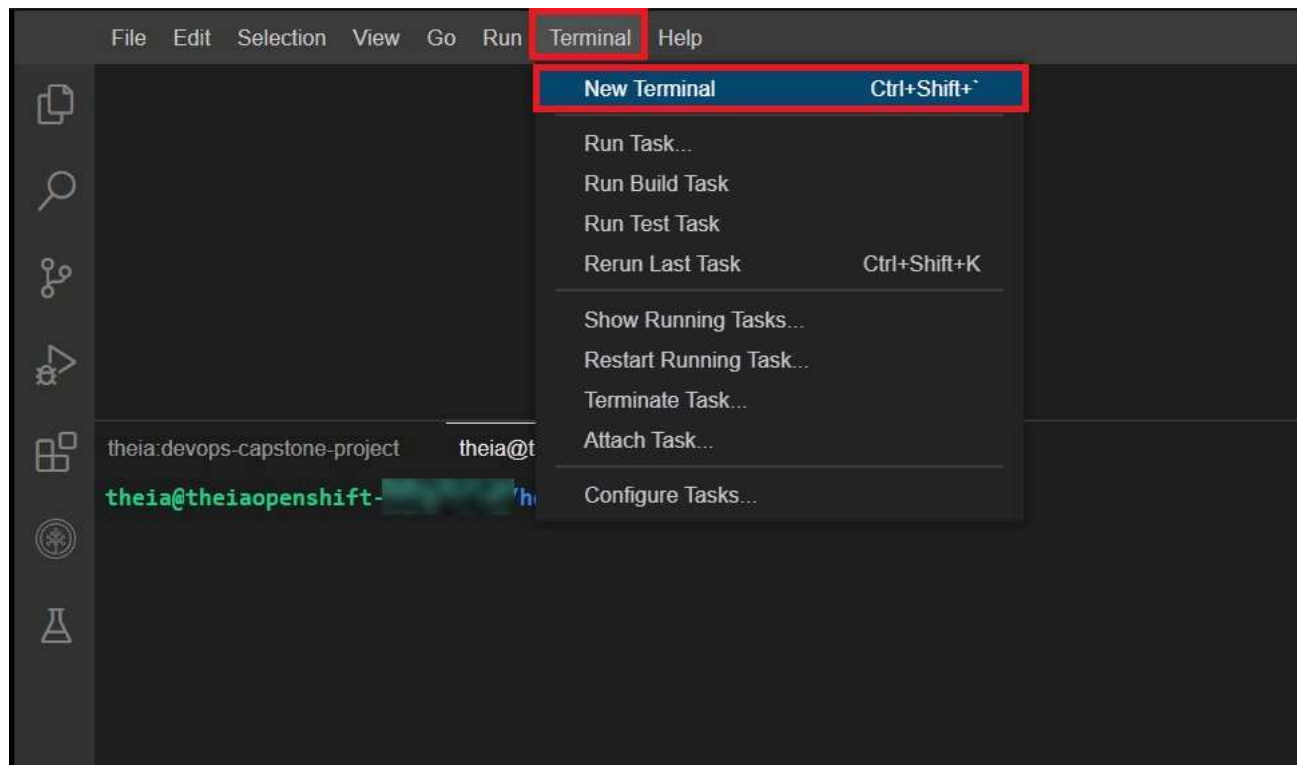 File Edit Selection View Go Run Terminal Help
New Terminal Ctrl+Shift+`
Run Task...
Run Build Task
Run Test Task
Rerun Last Task Ctrl+Shift+K
Show Running Tasks...
Restart Running Task...
Terminate Task...
Attach Task...
Configure Tasks...
theia:devops-capstone-project theia@t
theia@theiaopenshift- /h